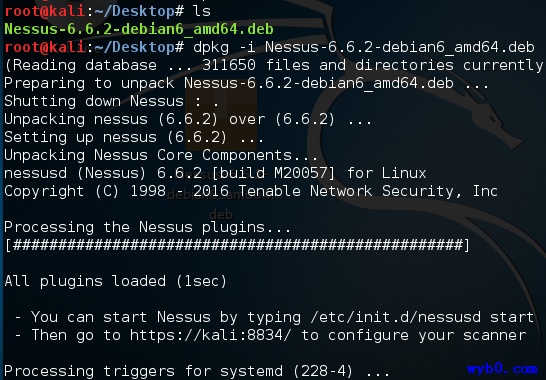 root@kali:~/Desktop# ls
Nessus-6.6.2-debian6_amd64.deb
root@kali:~/Desktop# dpkg -i Nessus-6.6.2-debian6_amd64.deb
(Reading database ... 311650 files and directories currently
Preparing to unpack Nessus-6.6.2-debian6_amd64.deb ...
Shutting down Nessus : .
Unpacking nessus (6.6.2) over (6.6.2) ...
Setting up nessus (6.6.2) ...
Unpacking Nessus Core Components...
nessusd (Nessus) 6.6.2 [build M20057] for Linux
Copyright (C) 1998 - 2016 Tenable Network Security, Inc
Processing the Nessus plugins...
[##################################################]
All plugins loaded (1sec)
- You can start Nessus by typing /etc/init.d/nessusd start
- Then go to https://kali:8834/ to configure your scanner
Processing triggers for systemd (228-4) ...
wyb0.com